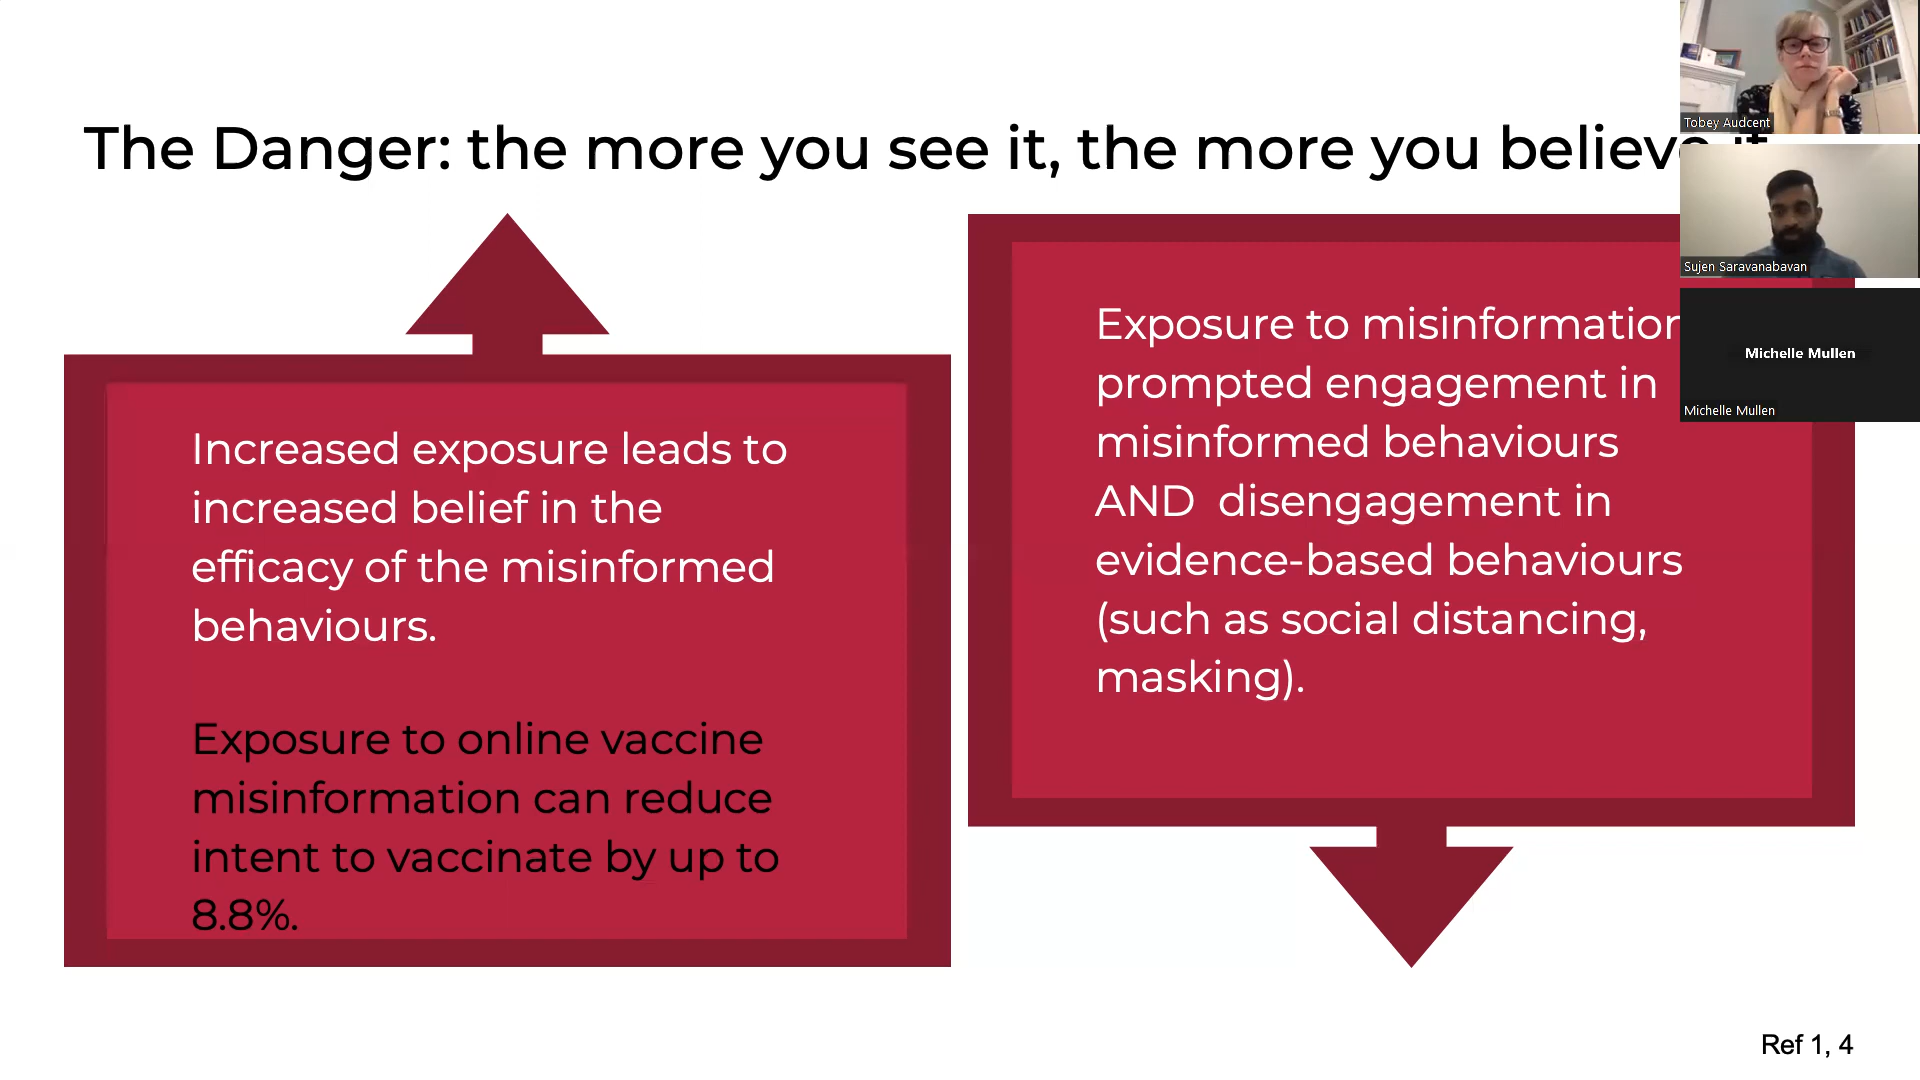 The Danger: the more you see it, the more you believe it
Increased exposure leads to
increased belief in the
efficacy of the misinformed
behaviours.
Exposure to online vaccine
misinformation can reduce
intent to vaccinate by up to
8.8%.
Exposure to misinformation
prompted engagement in
misinformed behaviours
AND disengagement in
evidence-based behaviours
(such as social distancing,
masking).
Ref 1, 4
Tobey Audcent
Sujen Saravanabavan
Michelle Mullen
Michelle Mullen